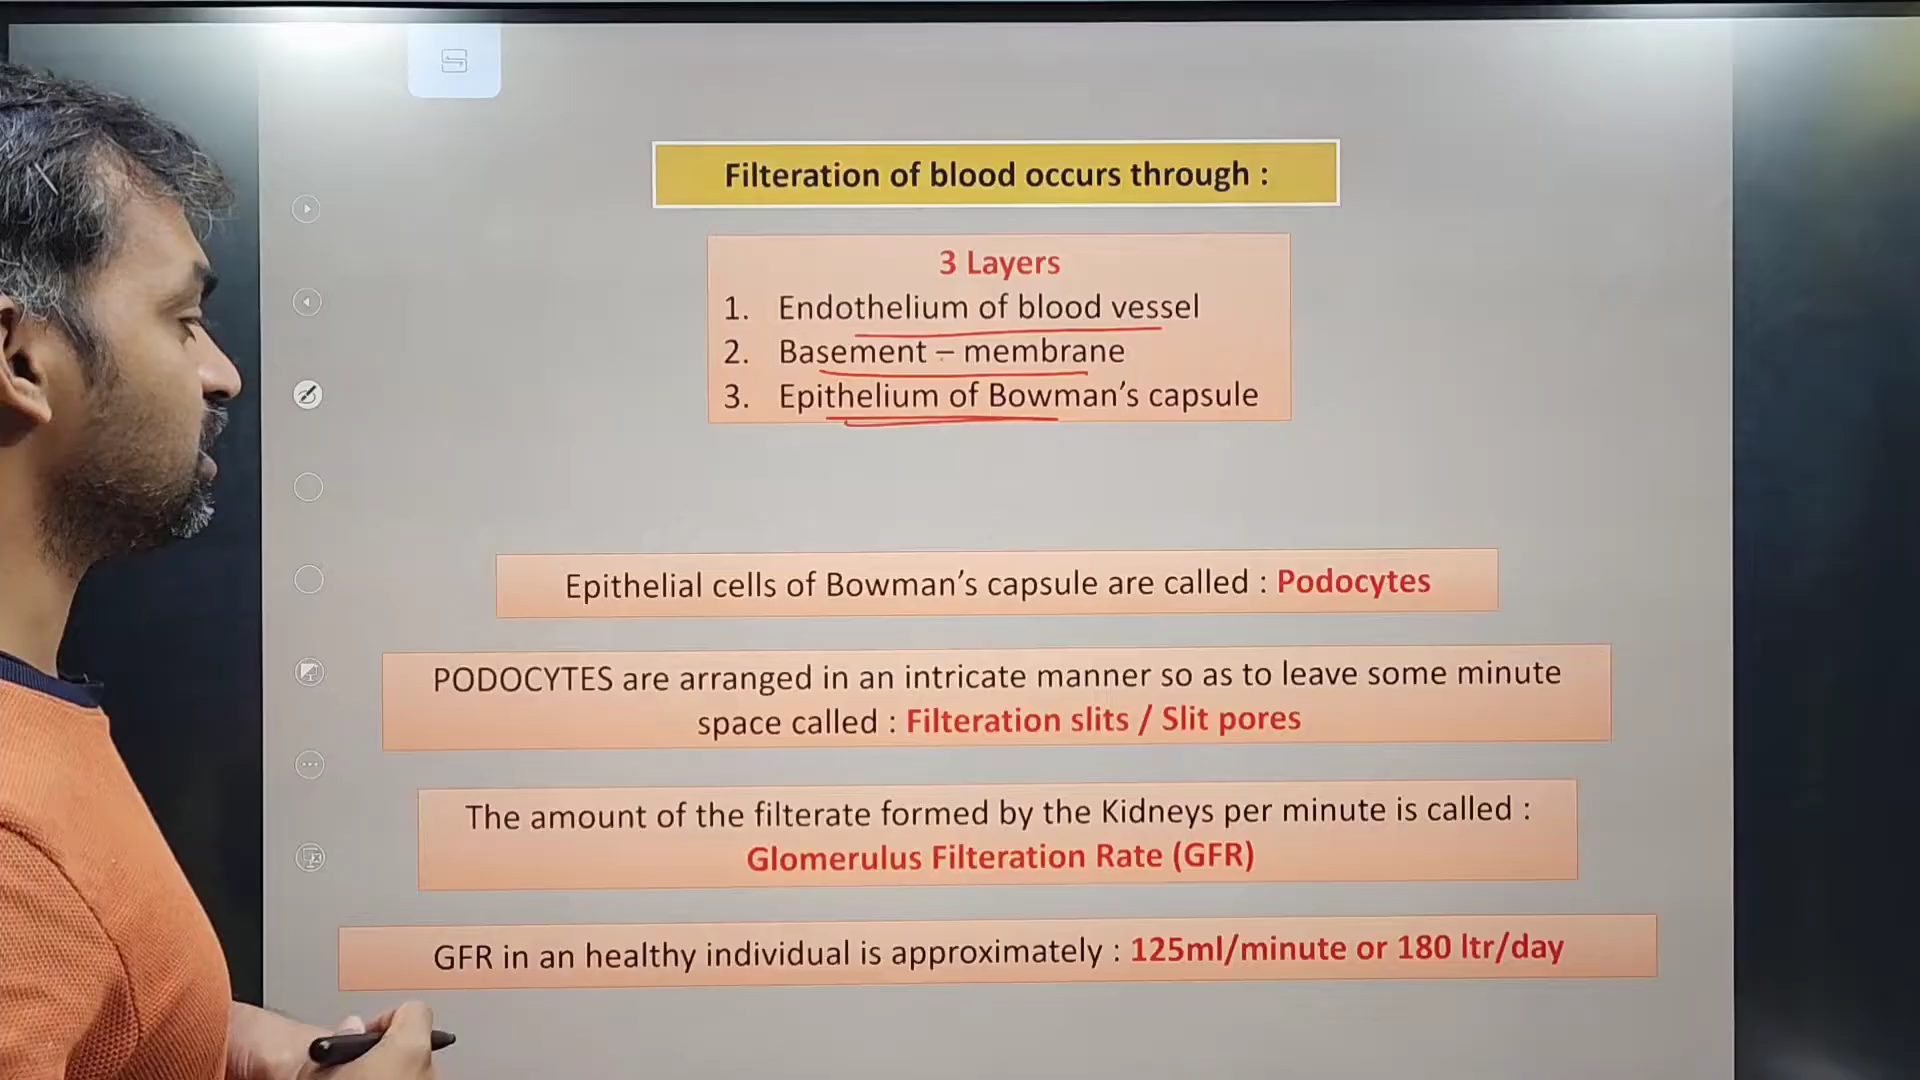 Filteration of blood occurs through :
3 Layers
1. Endothelium of blood vessel
2. Basement – membrane
3. Epithelium of Bowman’s capsule
Epithelial cells of Bowman’s capsule are called : Podocytes
PODOCYTES are arranged in an intricate manner so as to leave some minute
space called : Filteration slits / Slit pores
The amount of the filterate formed by the Kidneys per minute is called :
Glomerulus Filteration Rate (GFR)
GFR in an healthy individual is approximately : 125ml/minute or 180 ltr/day